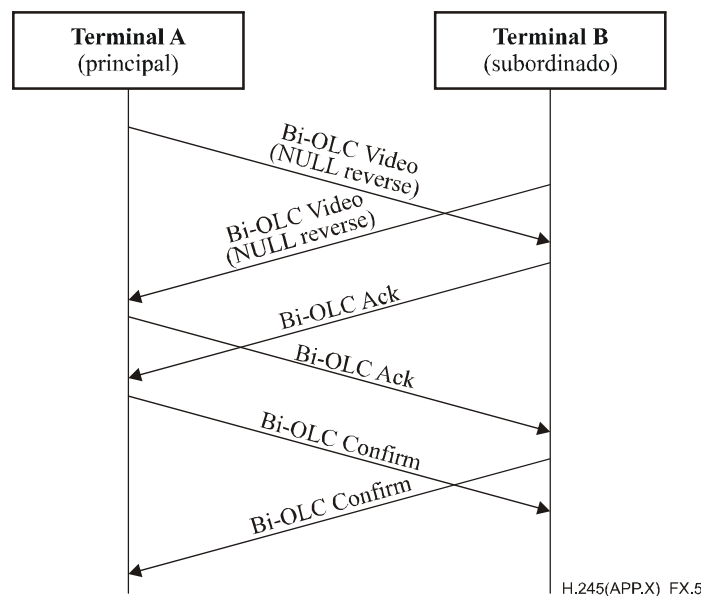 Terminal A
(principal)
Terminal B
(subordinado)
Bi-OLC Video
(NULL reverse)
Bi-OLC Video
(NULL reverse)
Bi-OLC Ack
Bi-OLC Ack
Bi-OLC Confirm
Bi-OLC Confirm
H.245(APP.X)_FX.5